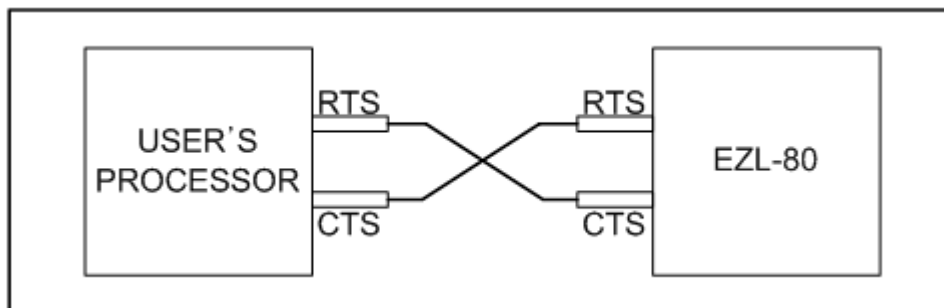 RTS
RTS
USER'S
PROCESSOR
EZL-80
CTS
CTS